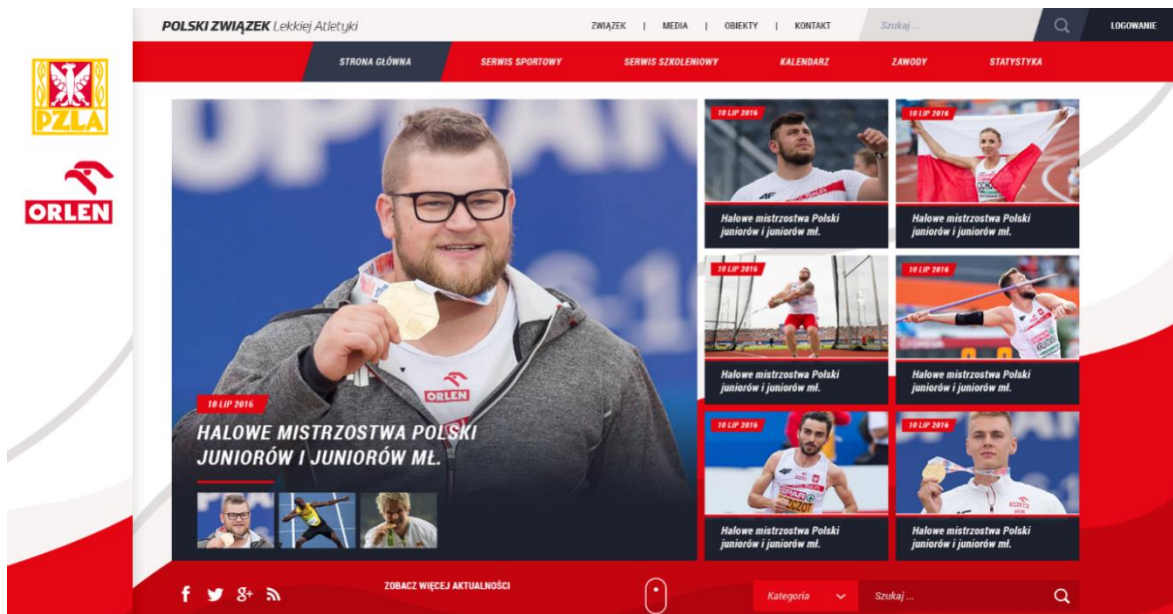 POLSKI ZWIĄZEK Lekkiej Atletyki
ZWIĄZEK | MEDIA | OBIEKTY | KONTAKT
Szukaj ...
LOGOWANIE
STRONA GŁÓWNA
SERWIS SPORTOWY
SERWIS SZKOLENIOWY
KALENDARZ
ZAWODY
STATYSTYKA
PZLA
ORLEN
ORLEN
10 LIP 2016
HALOWE MISTRZOSTWA POLSKI
JUNIORÓW I JUNIORÓW MŁ.
10 LIP 2016
Halowe mistrzostwa Polski
juniorów i juniorów mł.
10 LIP 2016
Halowe mistrzostwa Polski
juniorów i juniorów mł.
10 LIP 2016
Halowe mistrzostwa Polski
juniorów i juniorów mł.
10 LIP 2016
Halowe mistrzostwa Polski
juniorów i juniorów mł.
10 LIP 2016
Halowe mistrzostwa Polski
juniorów i juniorów mł.
10 LIP 2016
Halowe mistrzostwa Polski
juniorów i juniorów mł.
ZOBACZ WIĘCEJ AKTUALNOŚCI
Kategoria
Szukaj ...